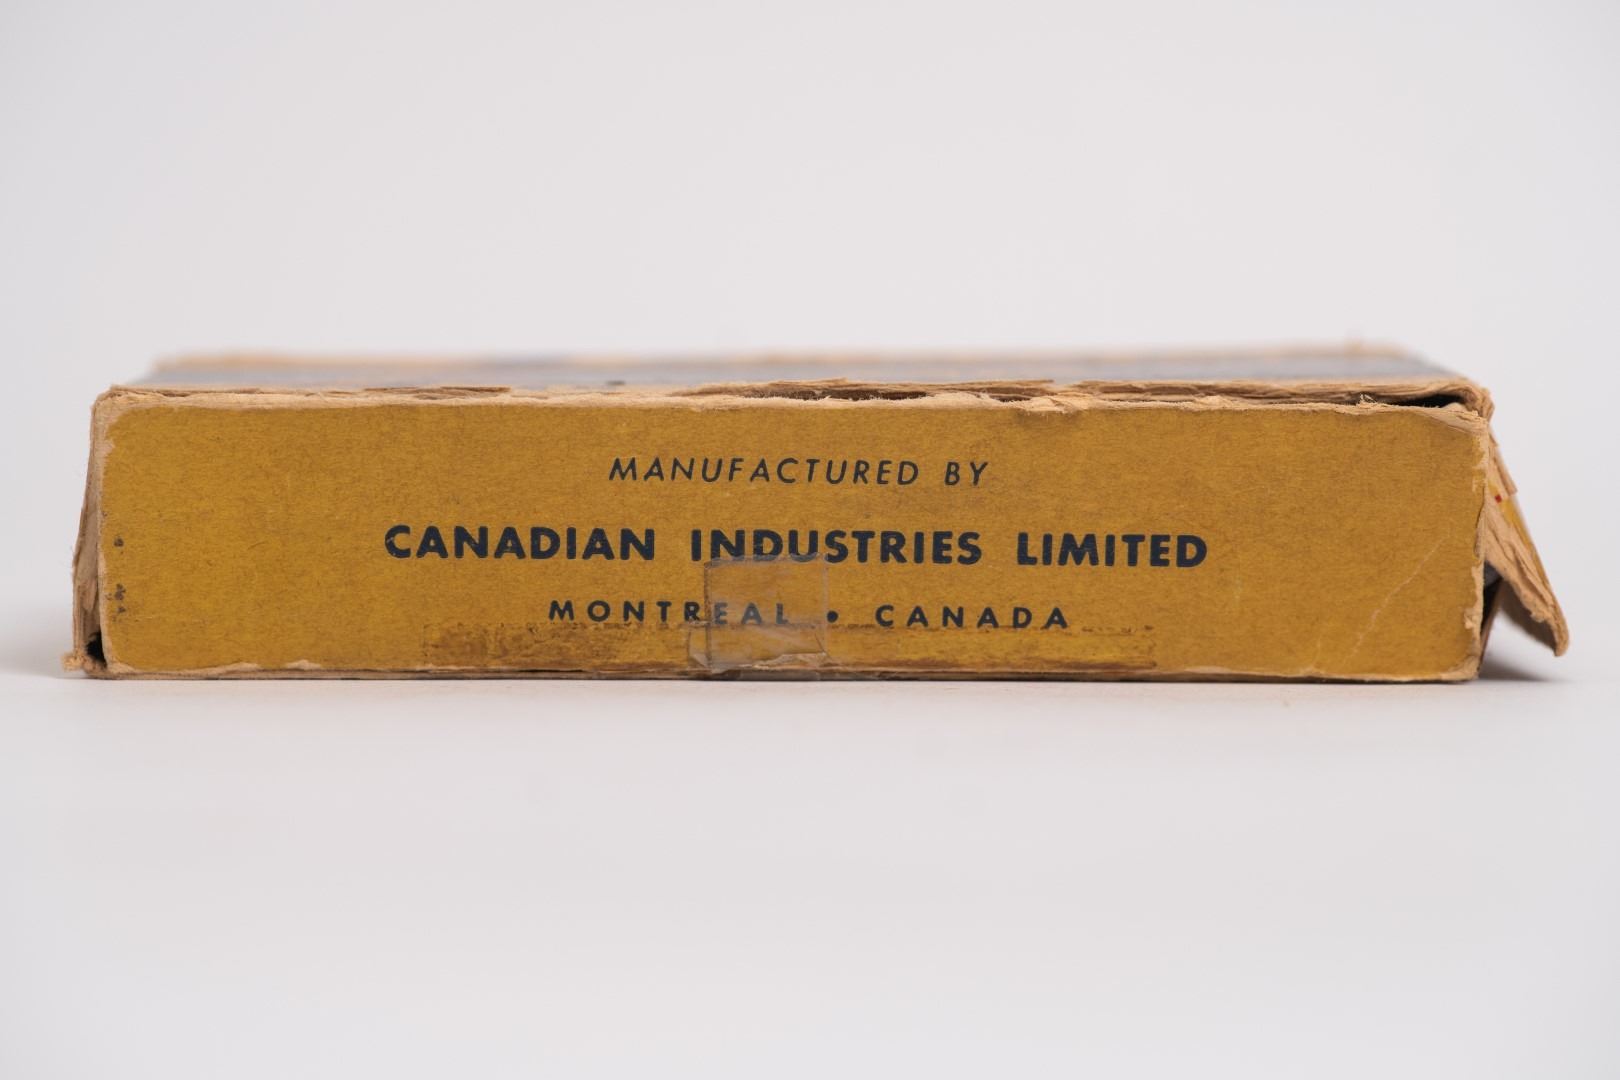 MANUFACTURED BY
CANADIAN INDUSTRIES LIMITED
MONTREAL • CANADA